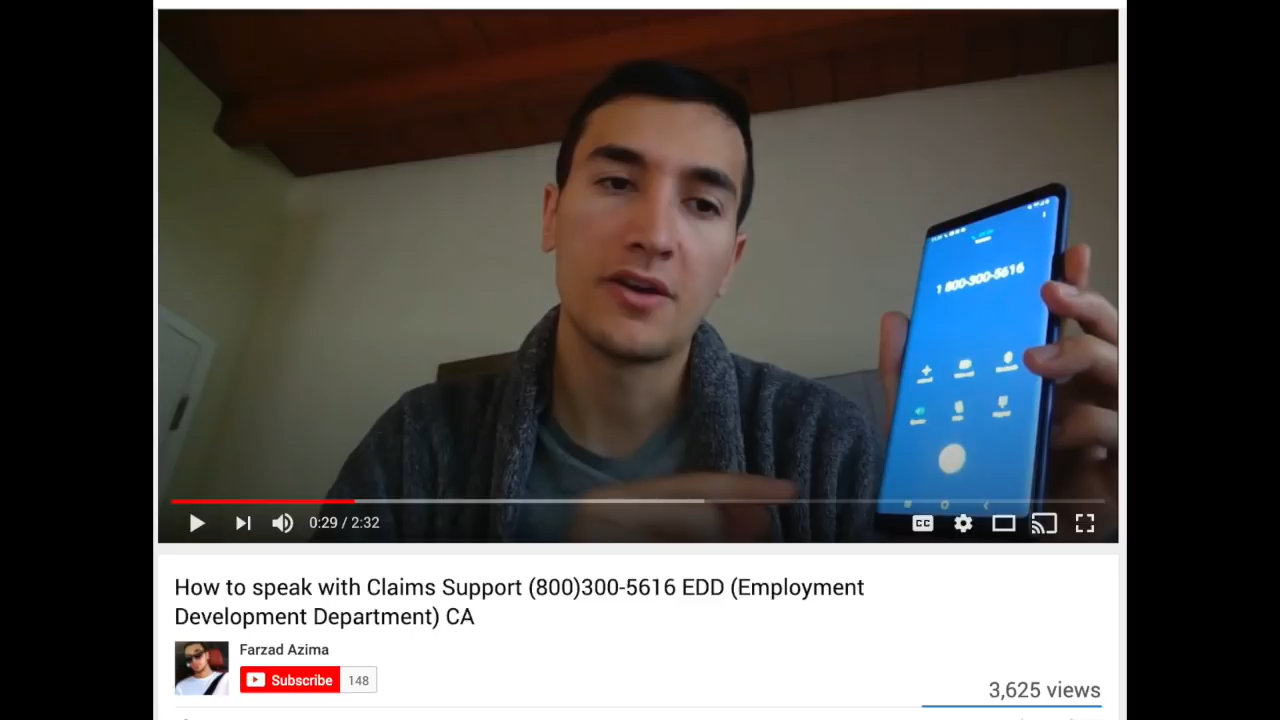 1 800-300-5616
0:29 / 2:32
CC
How to speak with Claims Support (800)300-5616 EDD (Employment
Development Department) CA
Farzad Azima
Subscribe 148
3,625 views